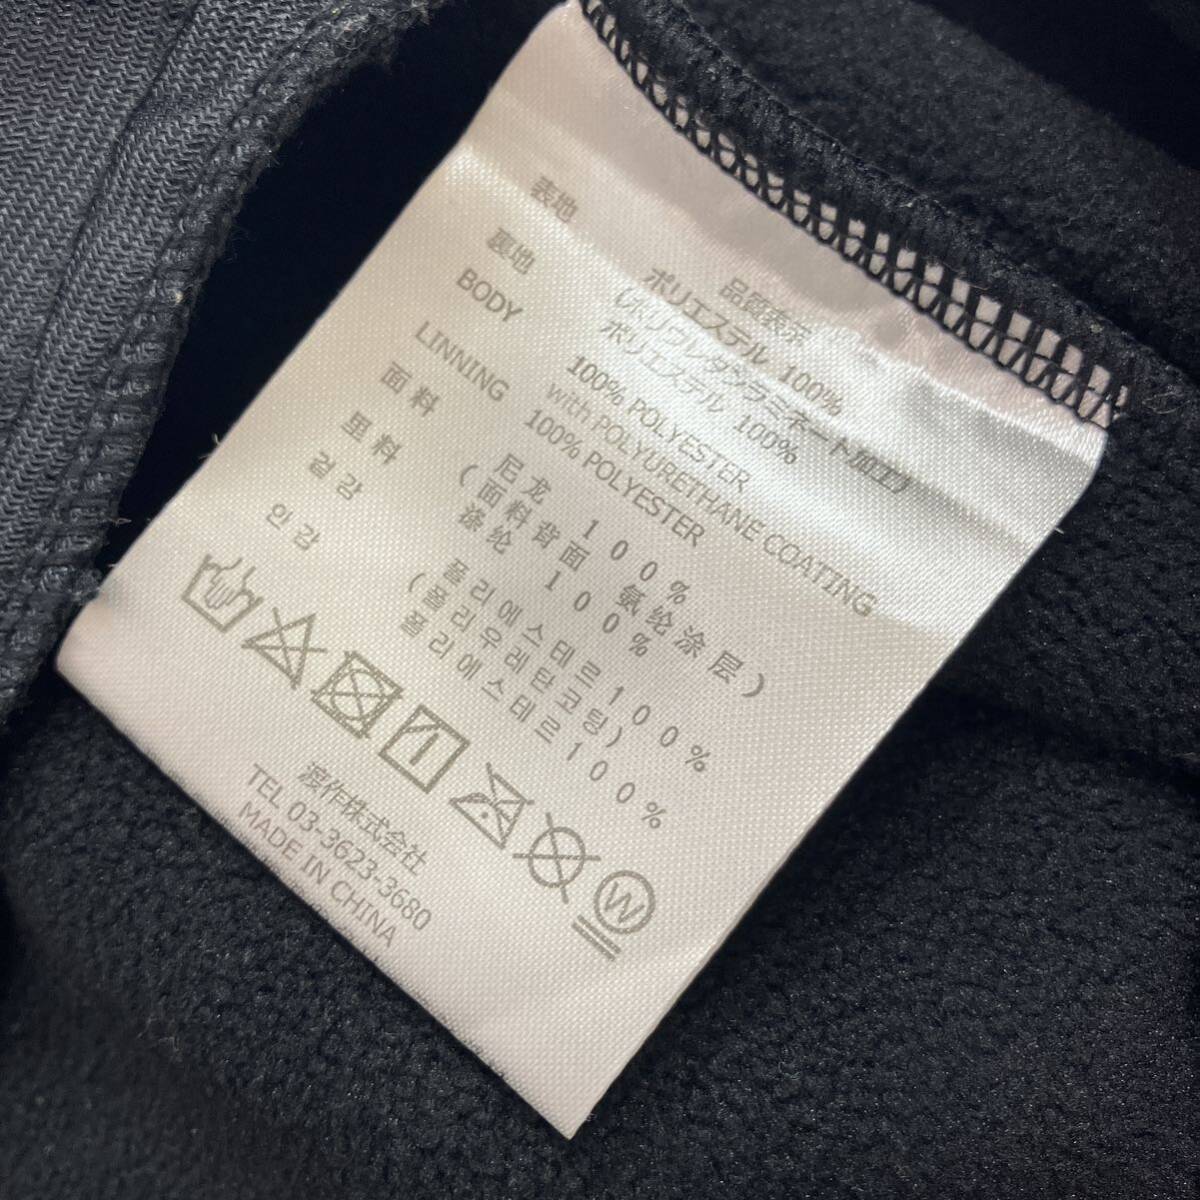 品質表示
表地 ポリエステル 100%
(ポリウレタンラミネート加工)
裏地 ポリエステル 100%
BODY 100% POLYESTER
with POLYURETHANE COATING
LINNING 100% POLYESTER
面料 尼龙 100%
(面料背面 氨纶涂层)
里料 涤纶 100%
겉감 폴리에스테르100%
(폴리우레탄코팅)
안감 폴리에스테르100%
W
渡作株式会社
TEL 03-3623-3680
MADE IN CHINA